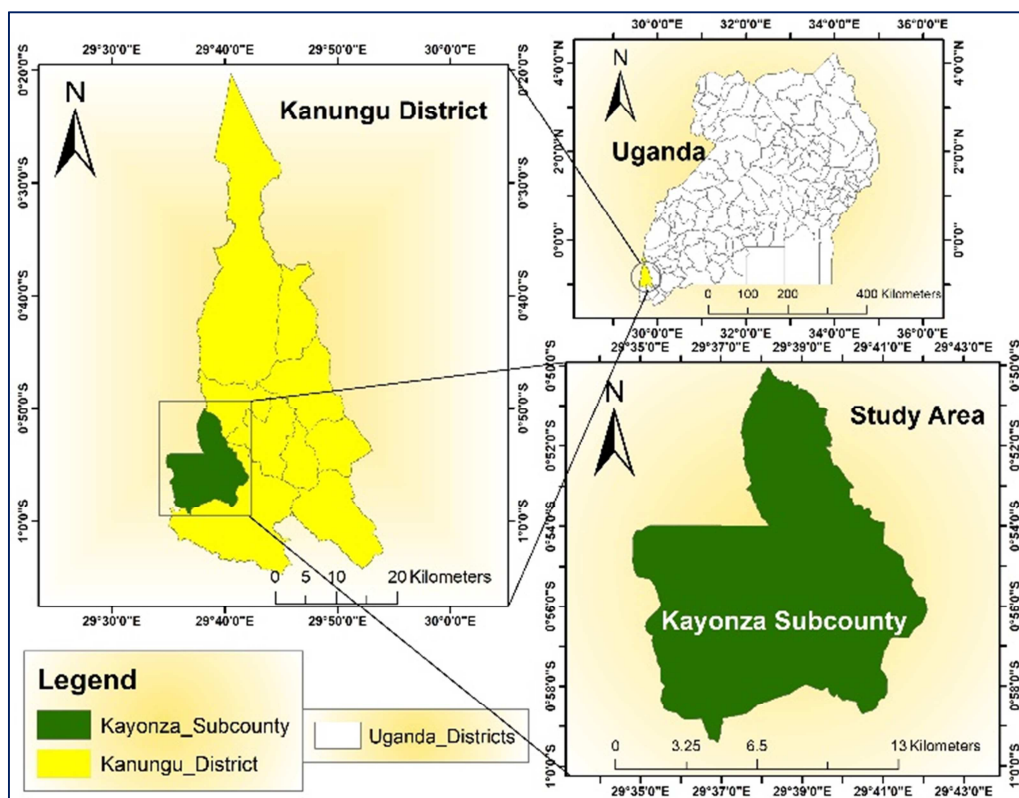 29°30'0"E 29°40'0"E 29°50'0"E 30°0'0"E
0°20'0"S
0°30'0"S
0°40'0"S
0°50'0"S
1°0'0"S
N
Kanungu District
0°20'0"S
0°30'0"S
0°40'0"S
0°50'0"S
1°0'0"S
0 5 10 20 Kilometers
29°30'0"E 29°40'0"E 29°50'0"E 30°0'0"E
30°0'0"E 32°0'0"E 34°0'0"E 36°0'0"E
4°0'0"N
2°0'0"N
0°0'0"
N
Uganda
4°0'0"N
2°0'0"N
0°0'0"
0 100 200 400 Kilometers
30°0'0"E 32°0'0"E 34°0'0"E 36°0'0"E
29°35'0"E 29°37'0"E 29°39'0"E 29°41'0"E 29°43'0"E
0°50'0"S
0°52'0"S
0°54'0"S
0°56'0"S
0°58'0"S
1°0'0"S
N
Study Area
Kayonza Subcounty
0°50'0"S
0°52'0"S
0°54'0"S
0°56'0"S
0°58'0"S
1°0'0"S
0 3.25 6.5 13 Kilometers
29°35'0"E 29°37'0"E 29°39'0"E 29°41'0"E 29°43'0"E
Legend
Kayonza_Subcounty
Kanungu_District
Uganda_Districts